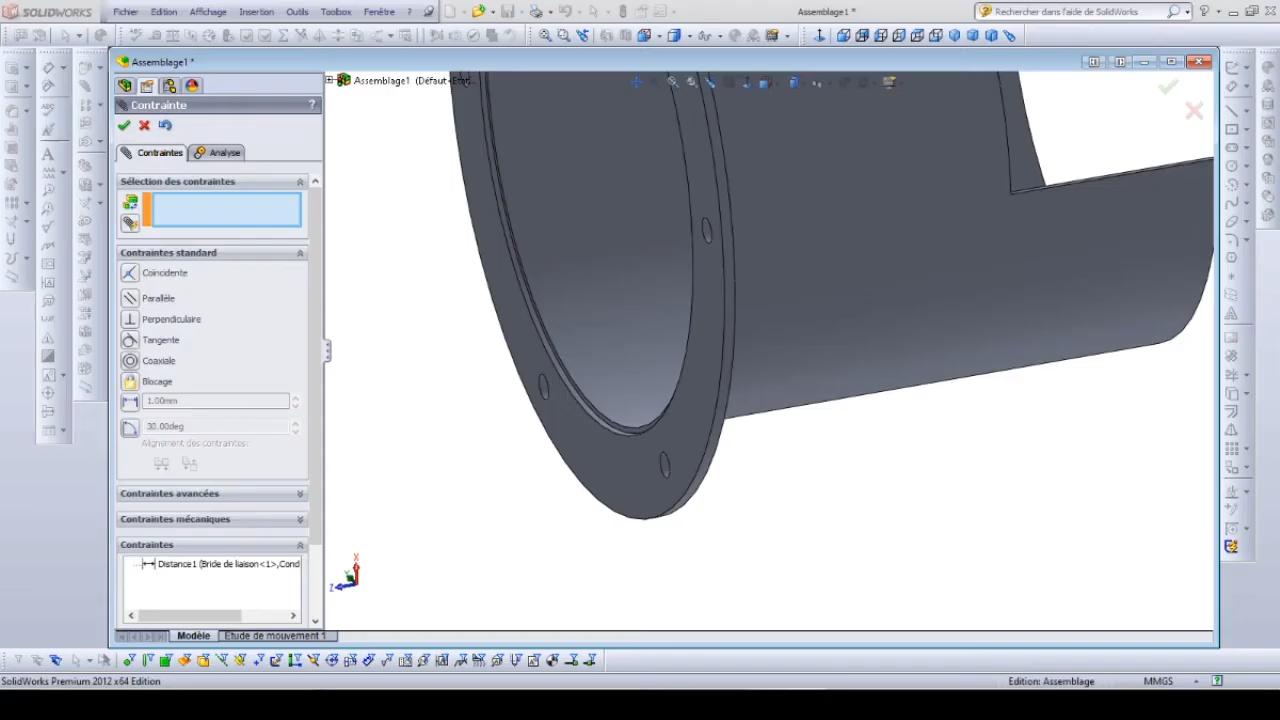 SOLIDWORKS Fichier Edition Affichage Insertion Outils Toolbox Fenêtre ? Assemblage1 * Rechercher dans l'aide de SolidWorks ?
Assemblage1 *
Assemblage1 (Défaut<Etat...
Contrainte ?
Contraintes Analyse
Sélection des contraintes
Contraintes standard
Coïncidente
Parallèle
Perpendiculaire
Tangente
Coaxiale
Blocage
1.00mm
30.00deg
Alignement des contraintes:
Contraintes avancées
Contraintes mécaniques
Contraintes
Distance1 (Bride de liaison<1>,Cond
X
Y
Z
Modèle Etude de mouvement 1
SolidWorks Premium 2012 x64 Edition Edition: Assemblage MMGS ?